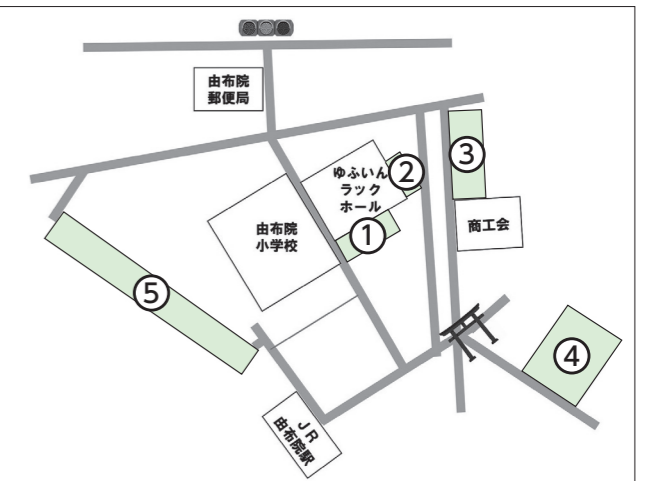 由布院
郵便局
ゆふいん
ラック
ホール
②
③
①
由布院
小学校
商工会
⑤
④
JR
由布院駅